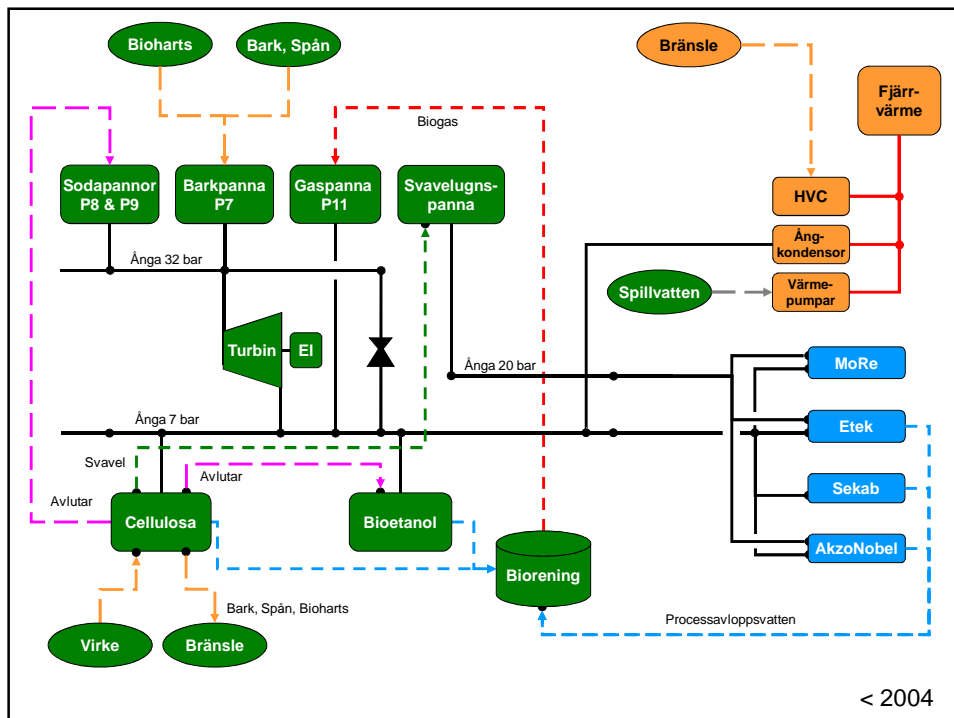 Bioharts
Bark, Spån
Bränsle
Fjärr-
värme
Biogas
Sodapannor
P8 & P9
Barkpanna
P7
Gaspanna
P11
Svavelugns-
panna
HVC
Ång-
kondensor
Värme-
pumpar
Spillvatten
Ånga 32 bar
Turbin
El
Ånga 20 bar
MoRe
Ånga 7 bar
Etek
Svavel
Avlutar
Avlutar
Cellulosa
Bioetanol
Sekab
Biorening
AkzoNobel
Bark, Spån, Bioharts
Processavloppsvatten
Virke
Bränsle
< 2004